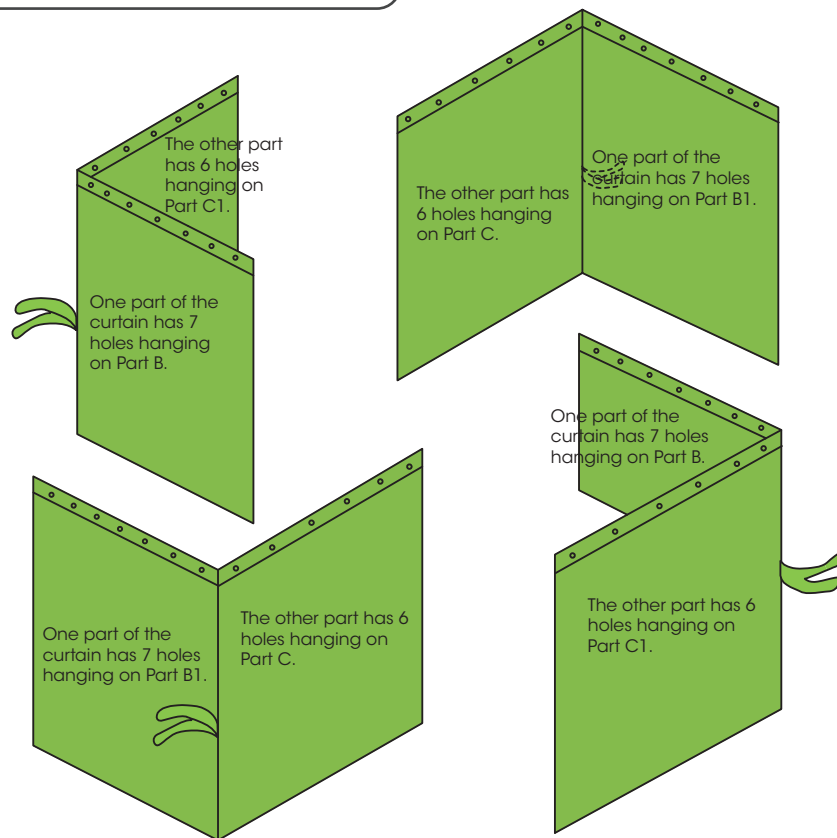 The other part
has 6 holes
hanging on
Part C1.
One part of the
curtain has 7
holes hanging
on Part B.
The other part has
6 holes hanging
on Part C.
One part of the
curtain has 7 holes
hanging on Part B1.
One part of the
curtain has 7 holes
hanging on Part B1.
The other part has 6
holes hanging on
Part C.
One part of the
curtain has 7 holes
hanging on Part B.
The other part has 6
holes hanging on
Part C1.